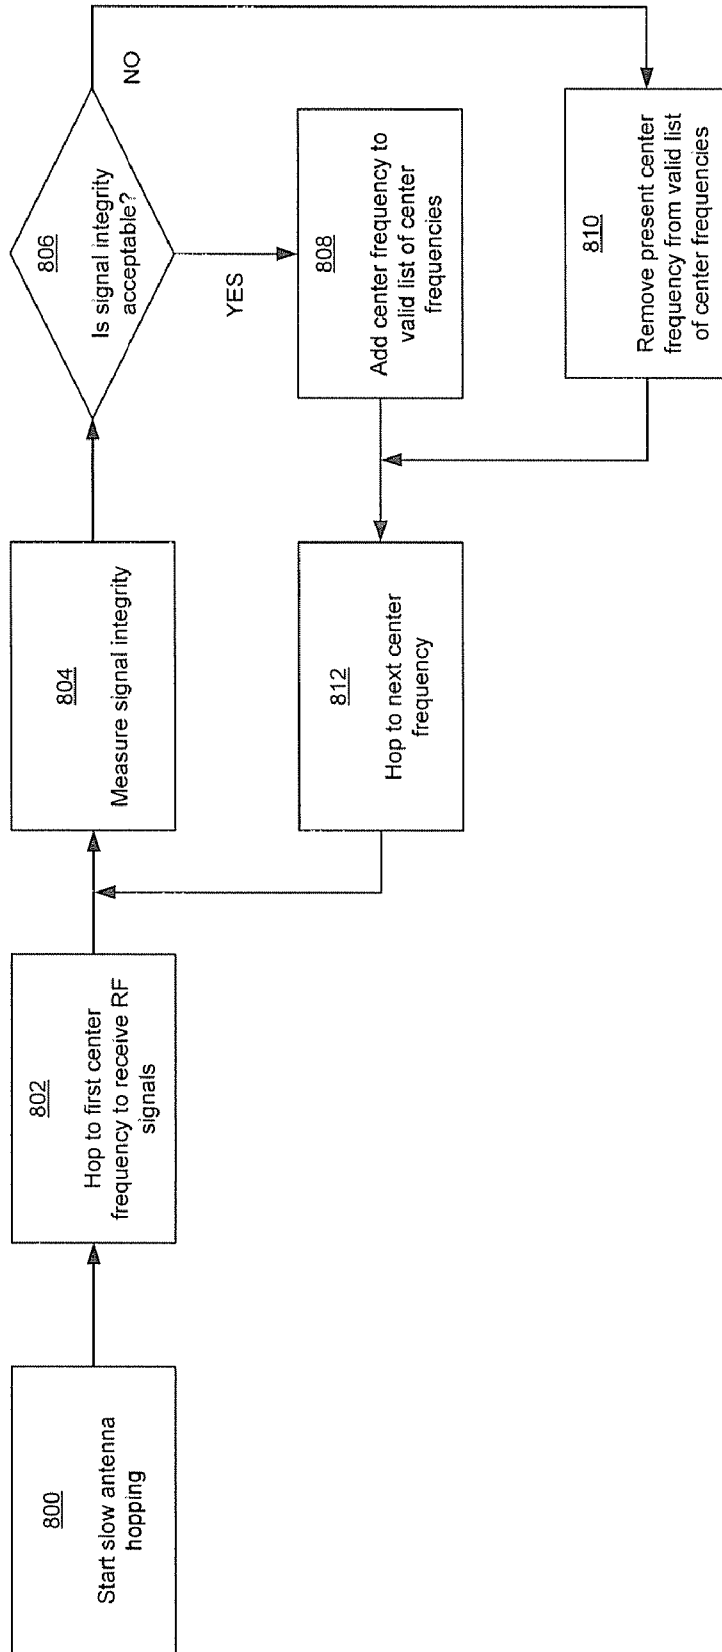 800
Start slow antenna
hopping
802
Hop to first center
frequency to receive RF
signals
804
Measure signal integrity
806
Is signal integrity
acceptable?
NO
YES
808
Add center frequency to
valid list of center
frequencies
810
Remove present center
frequency from valid list
of center frequencies
812
Hop to next center
frequency